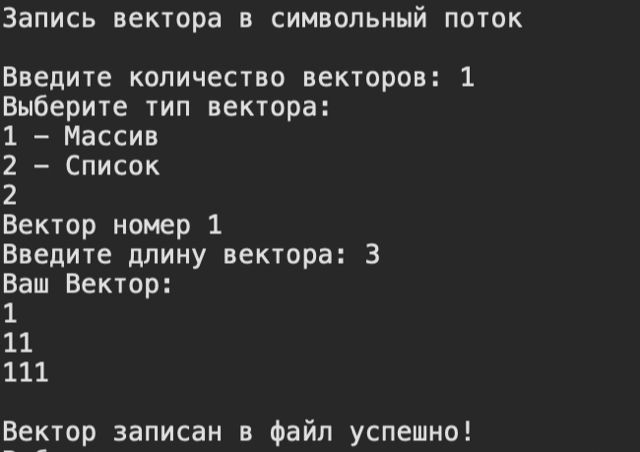 Запись вектора в символьный поток
Введите количество векторов: 1
Выберите тип вектора:
1 – Массив
2 – Список
2
Вектор номер 1
Введите длину вектора: 3
Ваш Вектор:
1
11
111
Вектор записан в файл успешно!